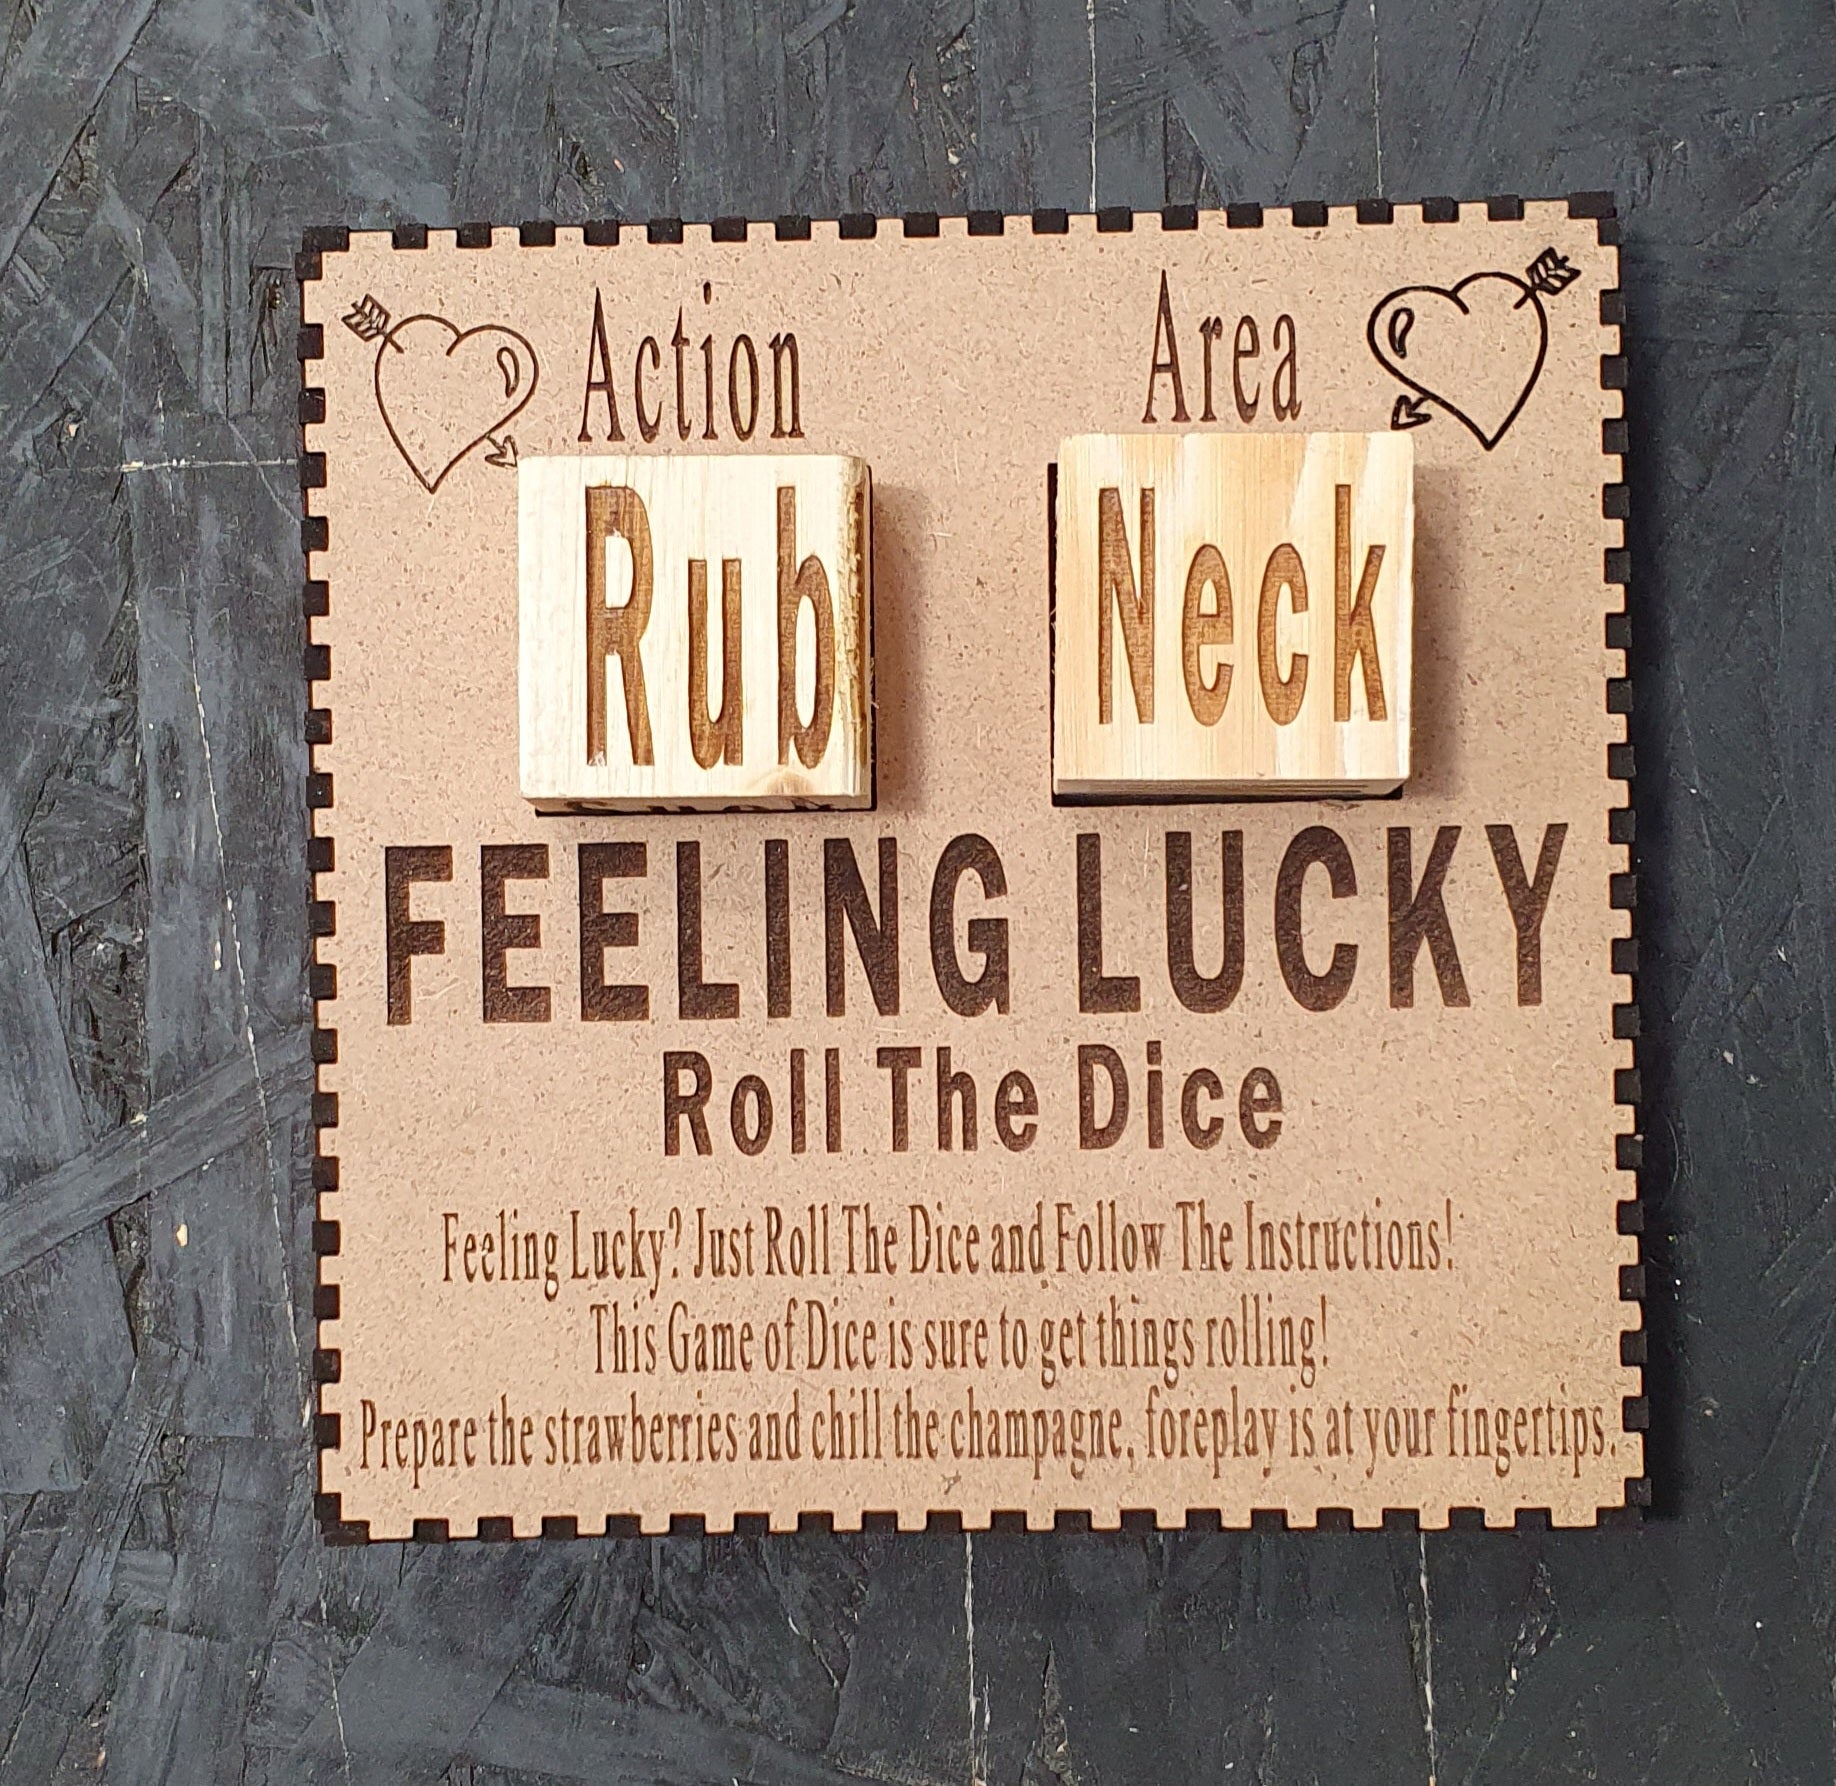 Action Area
Rub Neck
FEELING LUCKY
Roll The Dice
Feeling Lucky? Just Roll The Dice and Follow The Instructions!
This Game of Dice is sure to get things rolling!
Prepare the strawberries and chill the champagne, foreplay is at your fingertips.